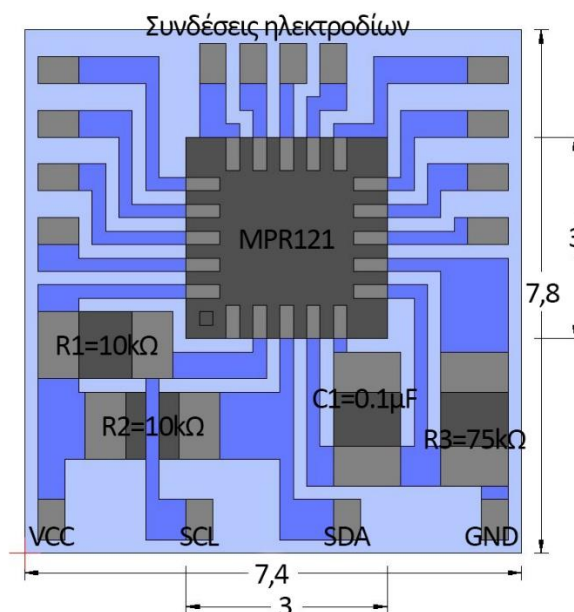 Συνδέσεις ηλεκτροδίων
MPR121
3
7,8
R1=10kΩ
C1=0.1μF
R2=10kΩ
R3=75kΩ
VCC
SCL
SDA
GND
7,4
3